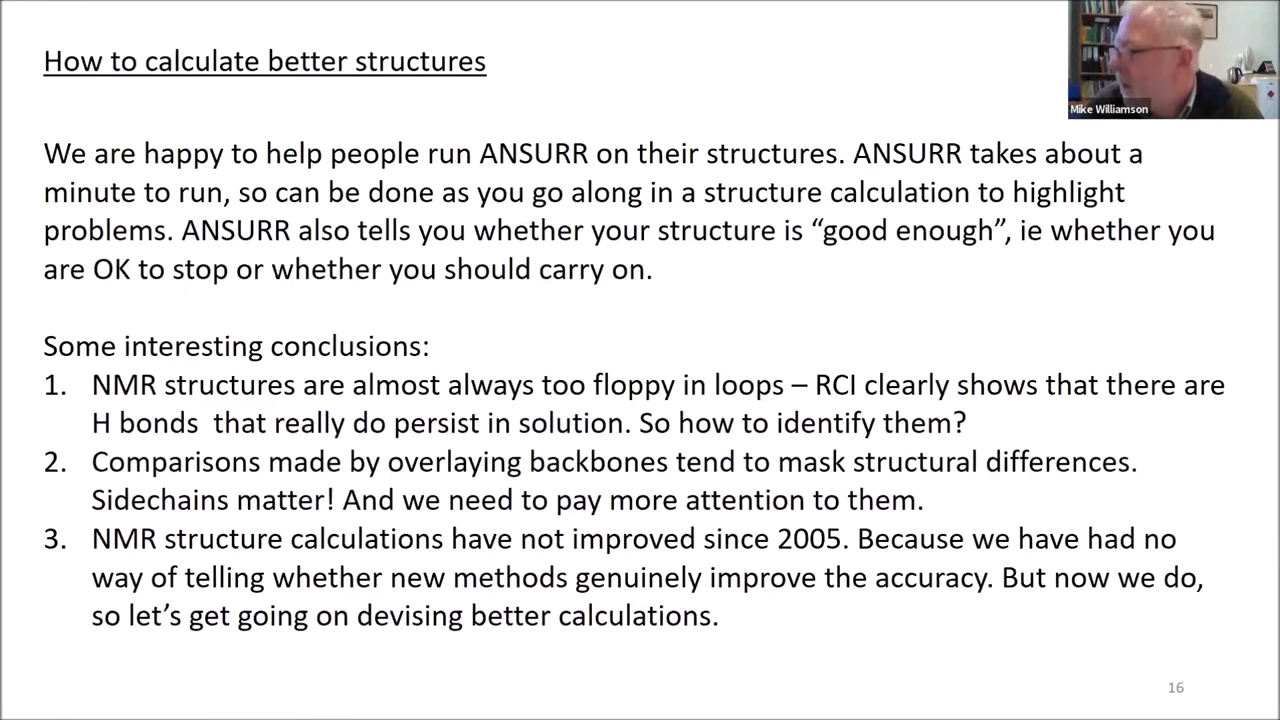 How to calculate better structures
Mike Williamson
We are happy to help people run ANSURR on their structures. ANSURR takes about a
minute to run, so can be done as you go along in a structure calculation to highlight
problems. ANSURR also tells you whether your structure is “good enough”, ie whether you
are OK to stop or whether you should carry on.
Some interesting conclusions:
1. NMR structures are almost always too floppy in loops – RCI clearly shows that there are
H bonds  that really do persist in solution. So how to identify them?
2. Comparisons made by overlaying backbones tend to mask structural differences.
Sidechains matter! And we need to pay more attention to them.
3. NMR structure calculations have not improved since 2005. Because we have had no
way of telling whether new methods genuinely improve the accuracy. But now we do,
so let’s get going on devising better calculations.
16